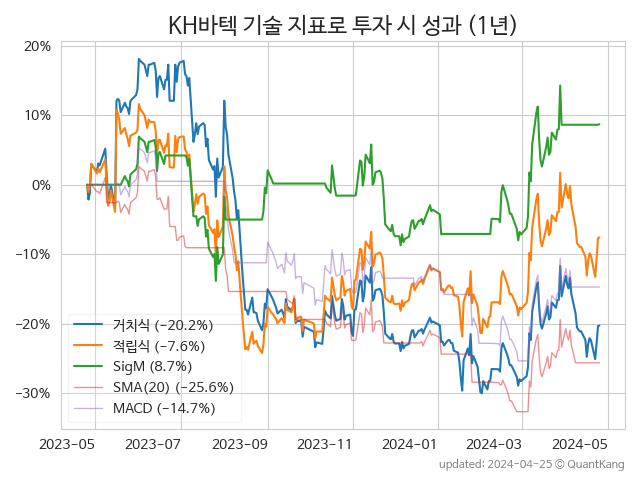 KH바텍 기술 지표로 투자 시 성과 (1년)
20%
10%
0%
−10%
−20%
−30%
거치식 (−20.2%)
적립식 (−7.6%)
SigM (8.7%)
SMA(20) (−25.6%)
MACD (−14.7%)
2023−05 2023−07 2023−09 2023−11 2024−01 2024−03 2024−05
updated: 2024−04−25 ⓒ QuantKang